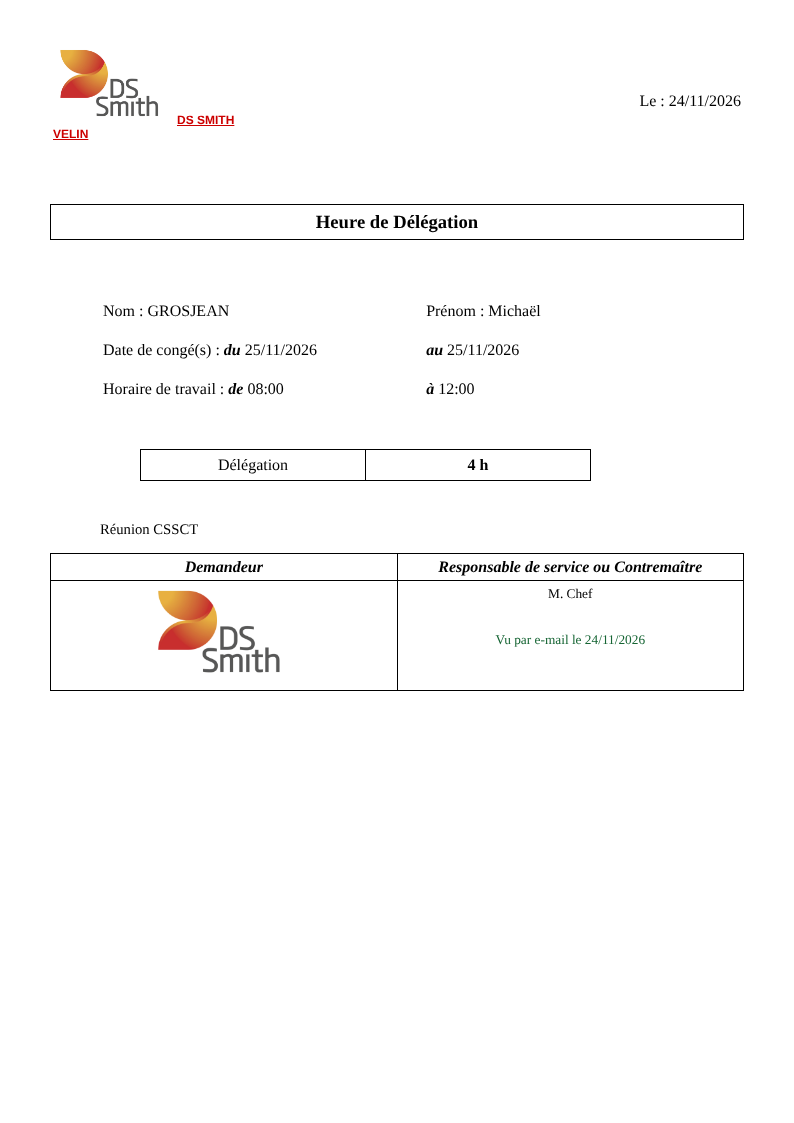 DS
Smith
DS SMITH
VELIN
Le : 24/11/2026
Heure de Délégation
Nom : GROSJEAN Prénom : Michaël
Date de congé(s) : du 25/11/2026 au 25/11/2026
Horaire de travail : de 08:00 à 12:00
Délégation 4 h
Réunion CSSCT
Demandeur Responsable de service ou Contremaître
M. Chef
Vu par e-mail le 24/11/2026
DS
Smith